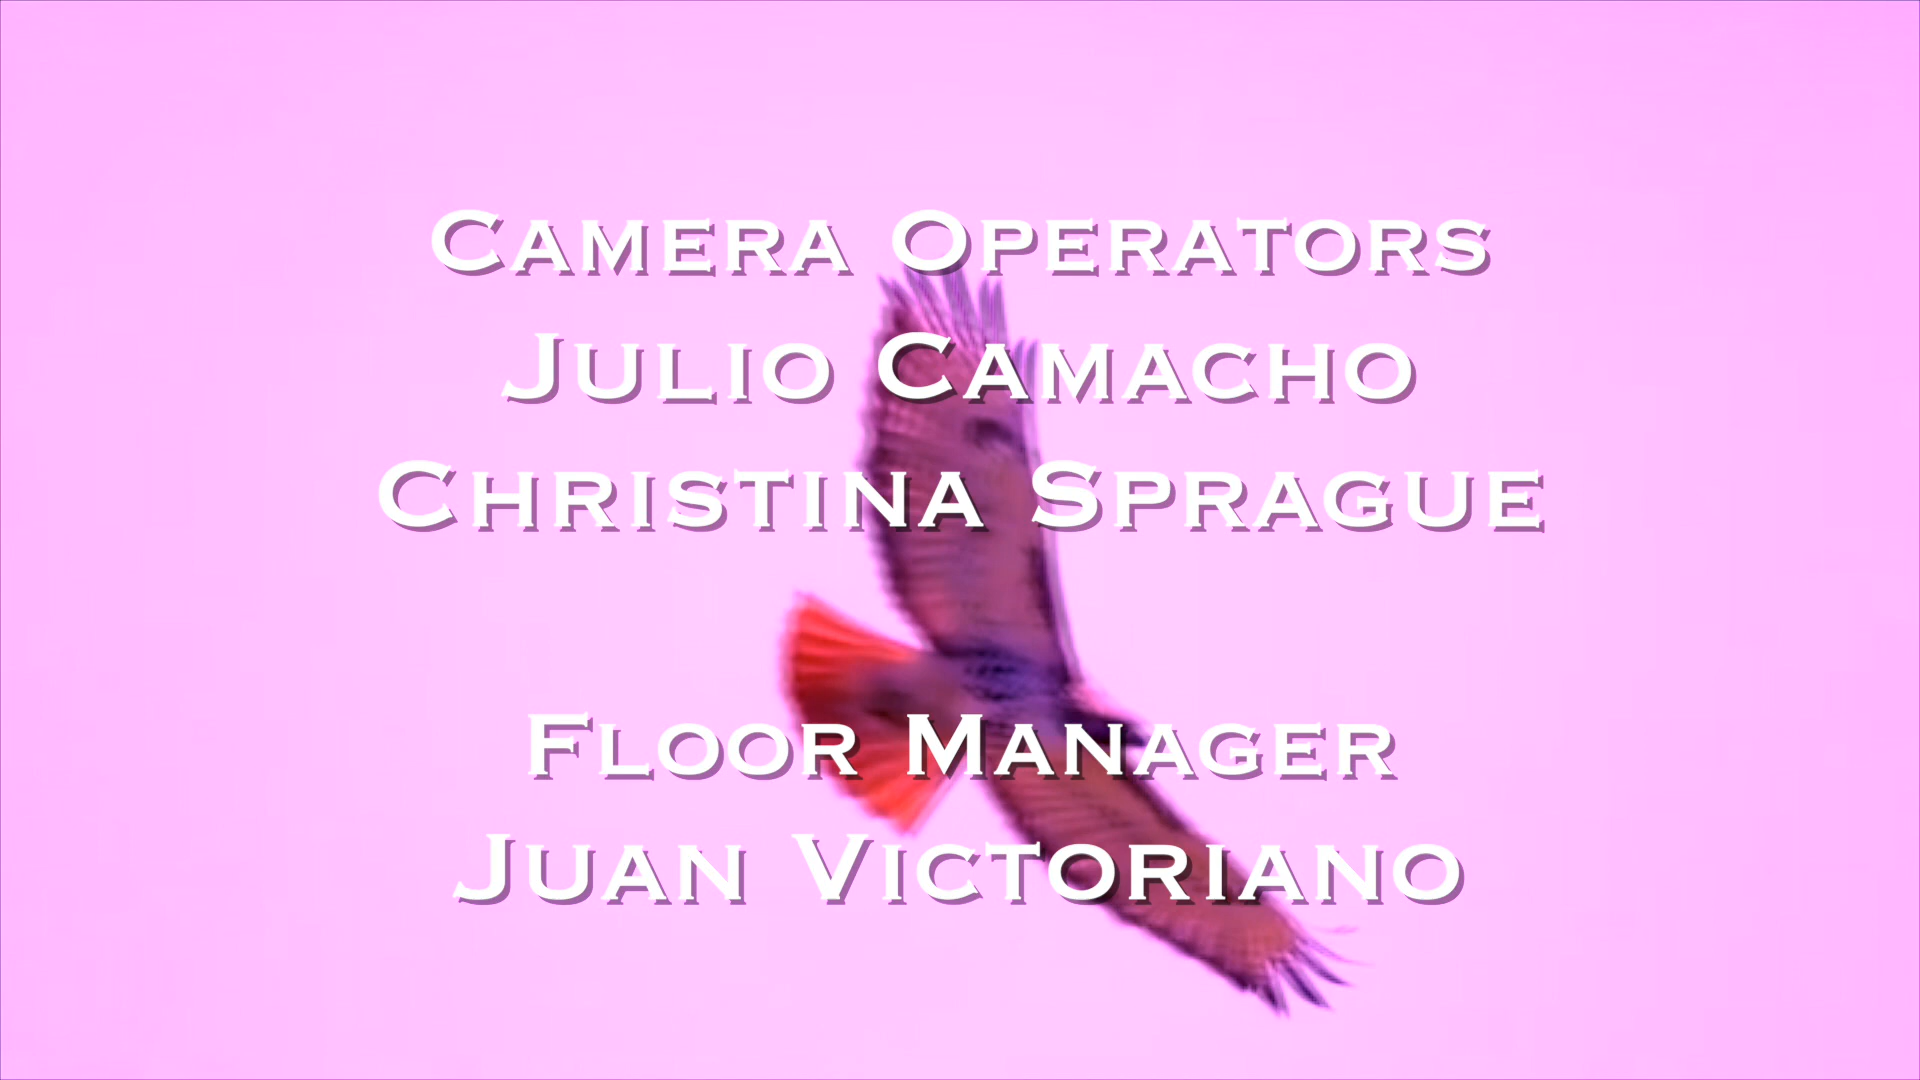 Camera Operators
Julio Camacho
Christina Sprague
Floor Manager
Juan Victoriano